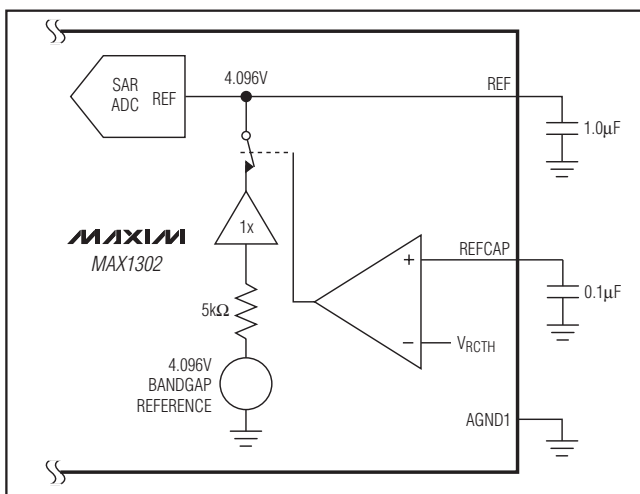 4.096V
REF
SAR
ADC
REF
1.0µF
MAXIM
MAX1302
1x
REFCAP
5kΩ
0.1µF
VRCTH
4.096V
BANDGAP
REFERENCE
AGND1
+
−